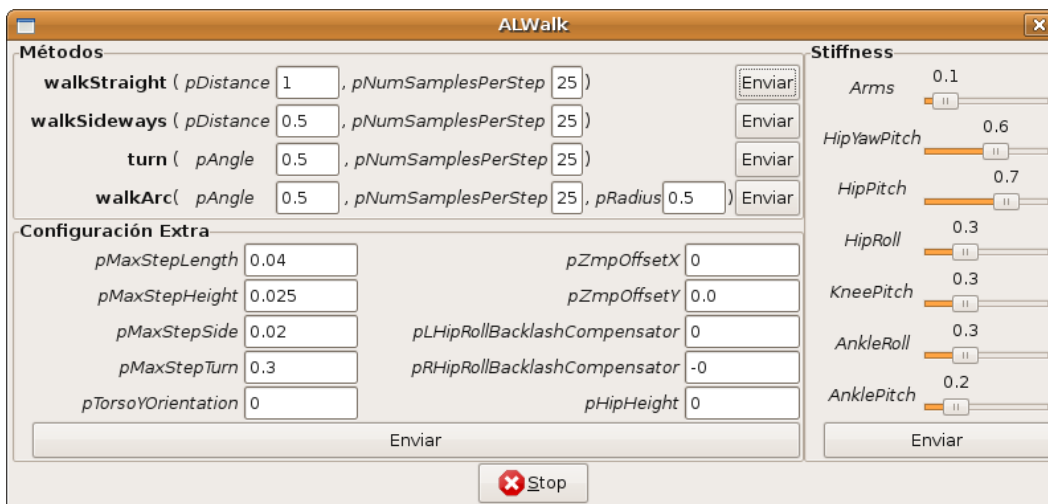 ALWalk
Métodos
walkStraight ( pDistance 1 , pNumSamplesPerStep 25 ) Enviar
walkSideways ( pDistance 0.5 , pNumSamplesPerStep 25 ) Enviar
turn ( pAngle 0.5 , pNumSamplesPerStep 25 ) Enviar
walkArc( pAngle 0.5 , pNumSamplesPerStep 25 , pRadius 0.5 ) Enviar
Configuración Extra
pMaxStepLength 0.04 pZmpOffsetX 0
pMaxStepHeight 0.025 pZmpOffsetY 0.0
pMaxStepSide 0.02 pLHipRollBacklashCompensator 0
pMaxStepTurn 0.3 pRHipRollBacklashCompensator -0
pTorsoYOrientation 0 pHipHeight 0
Enviar
Stiffness
Arms 0.1
HipYawPitch 0.6
HipPitch 0.7
HipRoll 0.3
KneePitch 0.3
AnkleRoll 0.3
AnklePitch 0.2
Enviar
Stop